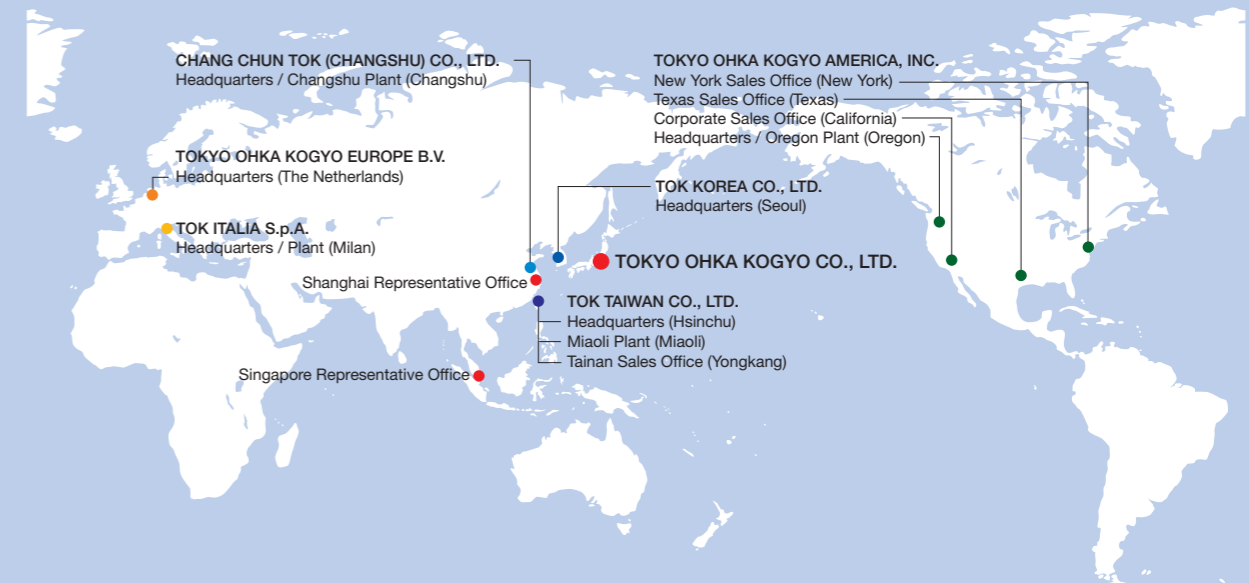 CHANG CHUN TOK (CHANGSHU) CO., LTD.
Headquarters / Changshu Plant (Changshu)
TOKYO OHKA KOGYO AMERICA, INC.
New York Sales Office (New York)
Texas Sales Office (Texas)
Corporate Sales Office (California)
Headquarters / Oregon Plant (Oregon)
TOKYO OHKA KOGYO EUROPE B.V.
Headquarters (The Netherlands)
TOK KOREA CO., LTD.
Headquarters (Seoul)
TOK ITALIA S.p.A.
Headquarters / Plant (Milan)
TOKYO OHKA KOGYO CO., LTD.
Shanghai Representative Office
TOK TAIWAN CO., LTD.
Headquarters (Hsinchu)
Miaoli Plant (Miaoli)
Tainan Sales Office (Yongkang)
Singapore Representative Office